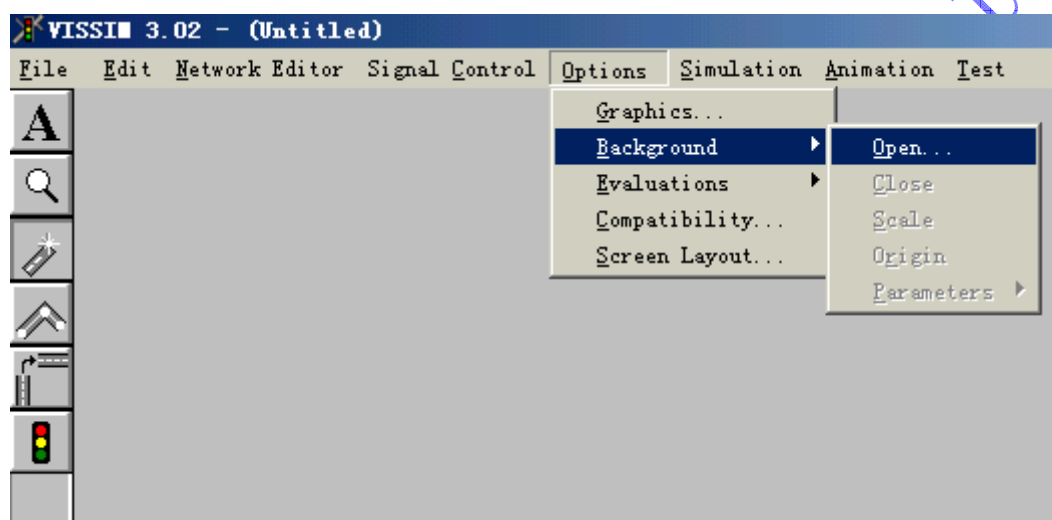 VISSIM 3.02 - (Untitled)
File Edit Network Editor Signal Control Options Simulation Animation Test
Graphics...
Background
Open...
Evaluations
Close
Compatibility...
Scale
Screen Layout...
Origin
Parameters
A